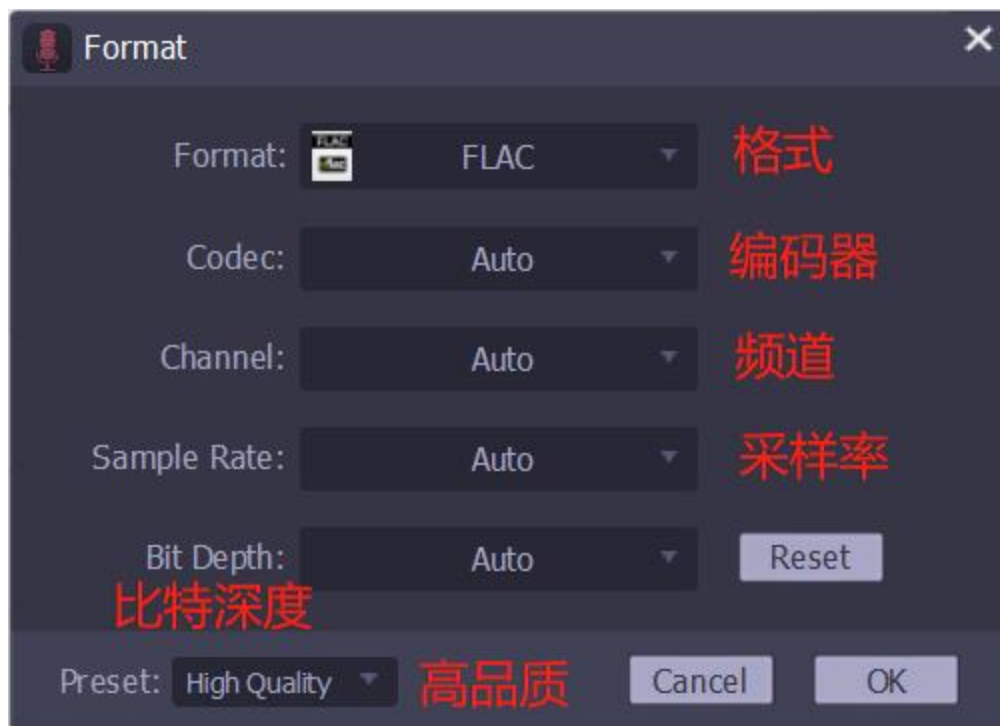 Format
Format: FLAC FLAC 格式
Codec: Auto 编码器
Channel: Auto 频道
Sample Rate: Auto 采样率
Bit Depth: Auto Reset
比特深度
Preset: High Quality 高品质 Cancel OK